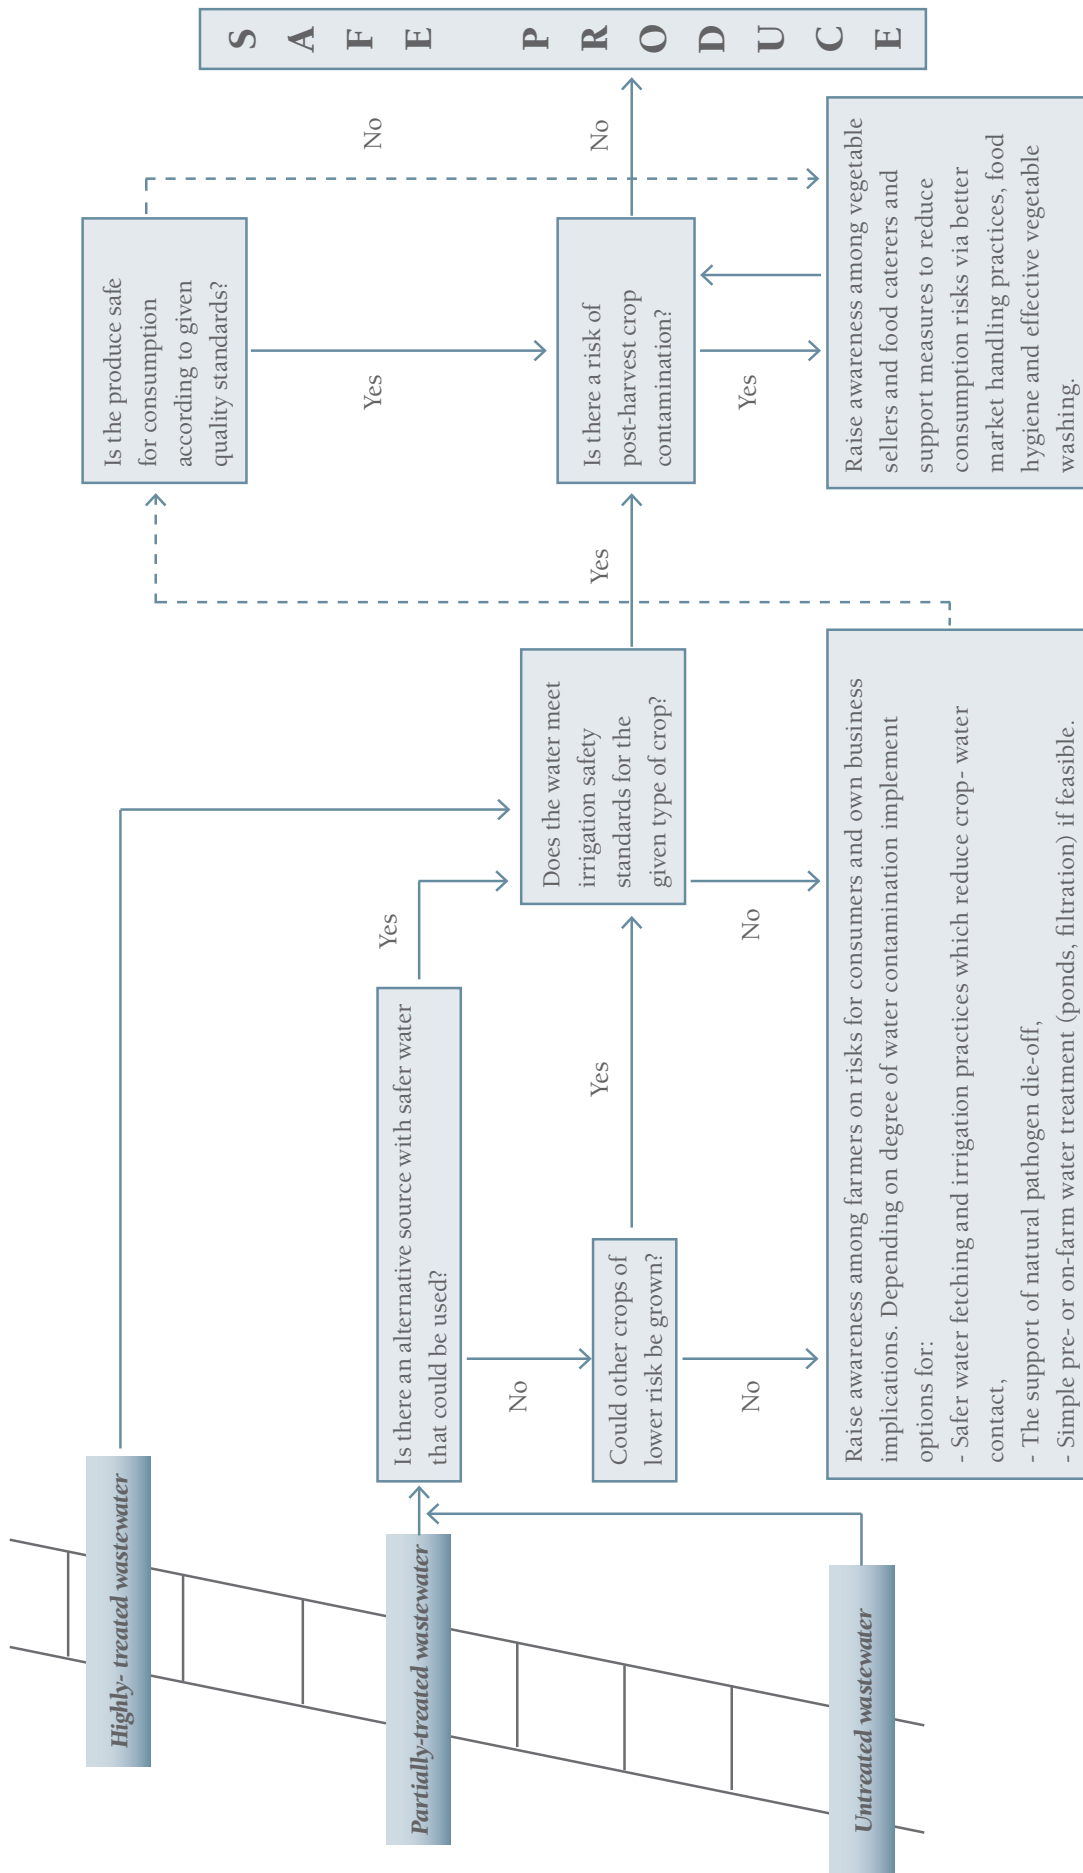 Highly- treated wastewater
Partially-treated wastewater
Untreated wastewater
Is there an alternative source with safer water
that could be used?
Yes
No
Could other crops of
lower risk be grown?
Yes
No
Does the water meet
irrigation safety
standards for the
given type of crop?
Yes
No
Raise awareness among farmers on risks for consumers and own business
implications. Depending on degree of water contamination implement
options for:
- Safer water fetching and irrigation practices which reduce crop- water
contact,
- The support of natural pathogen die-off,
- Simple pre- or on-farm water treatment (ponds, filtration) if feasible.
Is the produce safe
for consumption
according to given
quality standards?
Yes
No
Is there a risk of
post-harvest crop
contamination?
No
Yes
Raise awareness among vegetable
sellers and food caterers and
support measures to reduce
consumption risks via better
market handling practices, food
hygiene and effective vegetable
washing.
SAFE PRODUCE